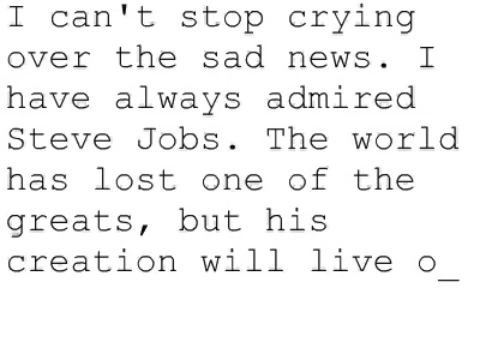 I can't stop crying
over the sad news. I
have always admired
Steve Jobs. The world
has lost one of the
greats, but his
creation will live o_